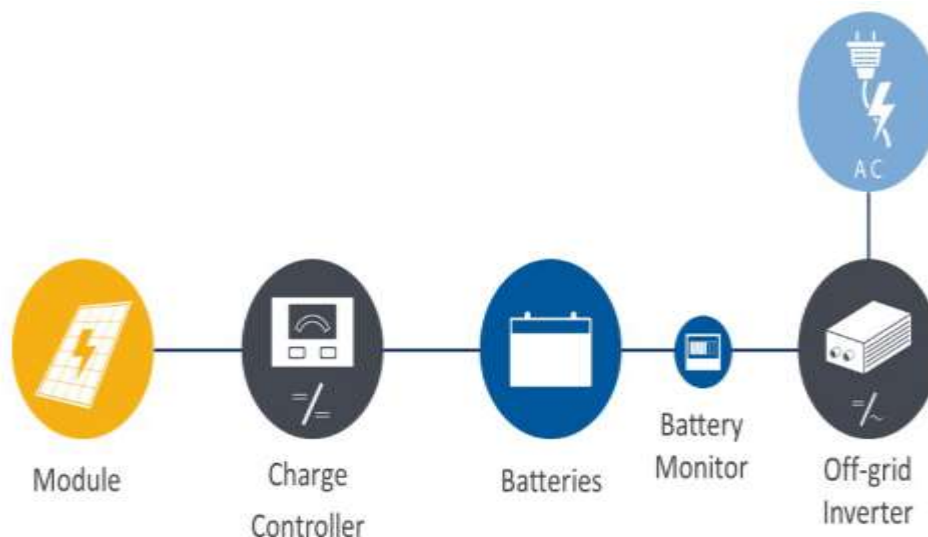 AC
Module
Charge
Controller
Batteries
Battery
Monitor
Off-grid
Inverter